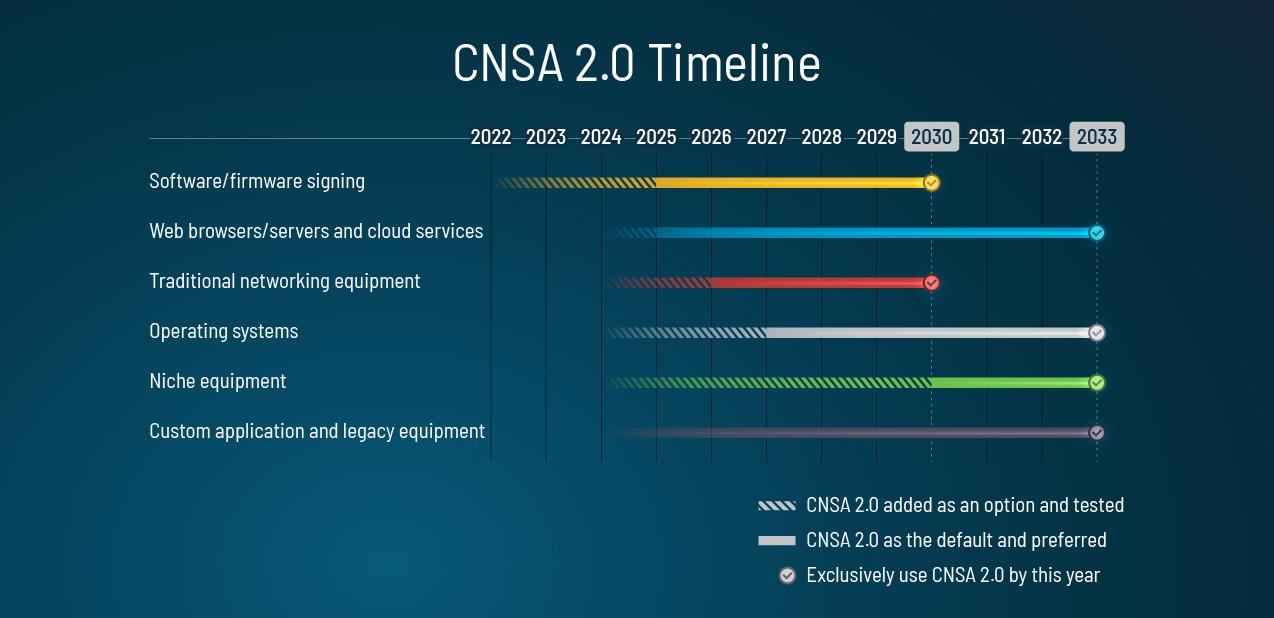 CNSA 2.0 Timeline
2022 2023 2024 2025 2026 2027 2028 2029 2030 2031 2032 2033
Software/firmware signing
Web browsers/servers and cloud services
Traditional networking equipment
Operating systems
Niche equipment
Custom application and legacy equipment
CNSA 2.0 added as an option and tested
CNSA 2.0 as the default and preferred
Exclusively use CNSA 2.0 by this year